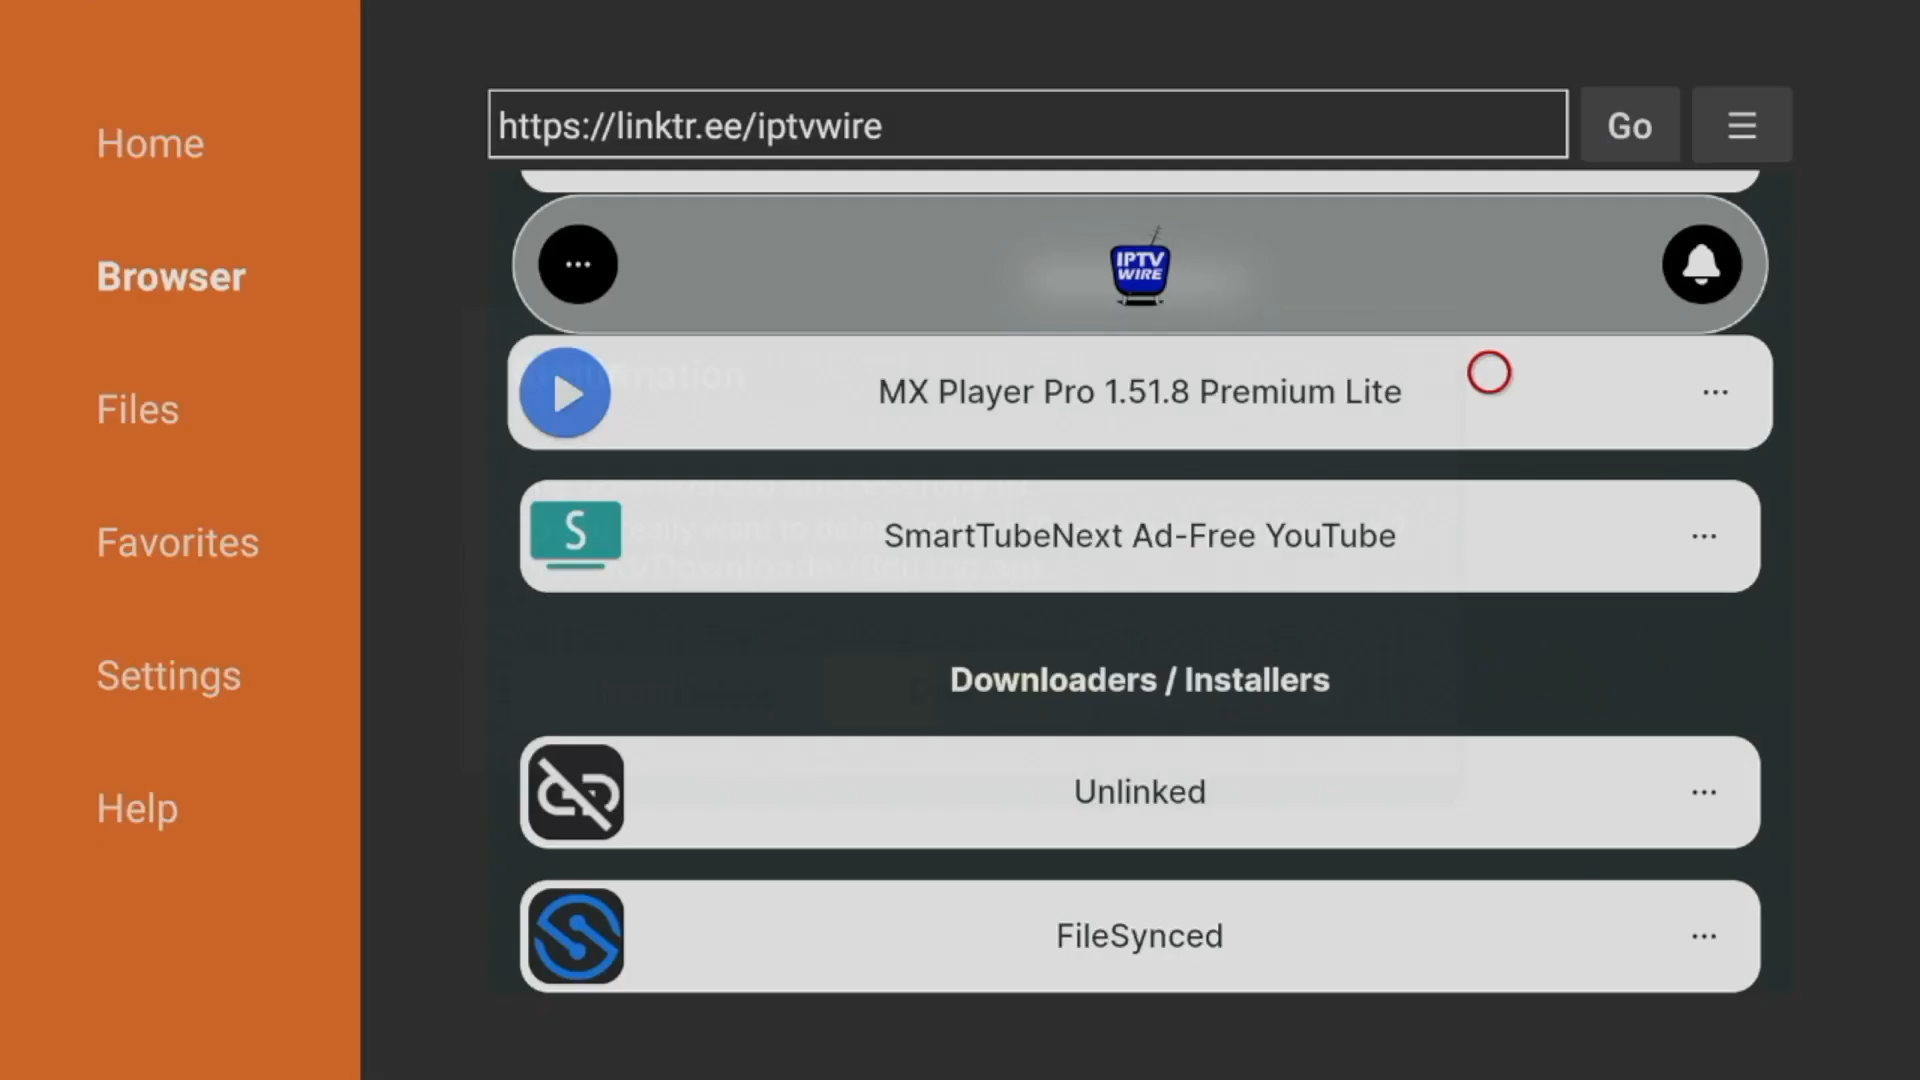 Home
Browser
Files
Favorites
Settings
Help
https://linktr.ee/iptvwire
Go
IPTV
WIRE
MX Player Pro 1.51.8 Premium Lite
SmartTubeNext Ad-Free YouTube
S
Downloaders / Installers
Unlinked
FileSynced